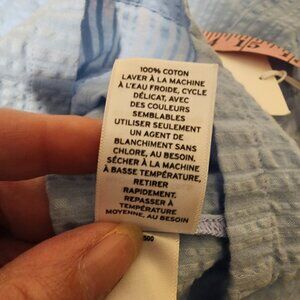 100% COTON
LAVER À LA MACHINE
À L'EAU FROIDE, CYCLE
DÉLICAT, AVEC
DES COULEURS
SEMBLABLES
UTILISER SEULEMENT
UN AGENT DE
BLANCHIMENT SANS
CHLORE, AU BESOIN,
SÉCHER À LA MACHINE
À BASSE TEMPÉRATURE,
RETIRER
RAPIDEMENT,
REPASSER À
TEMPÉRATURE
MOYENNE, AU BESOIN
500